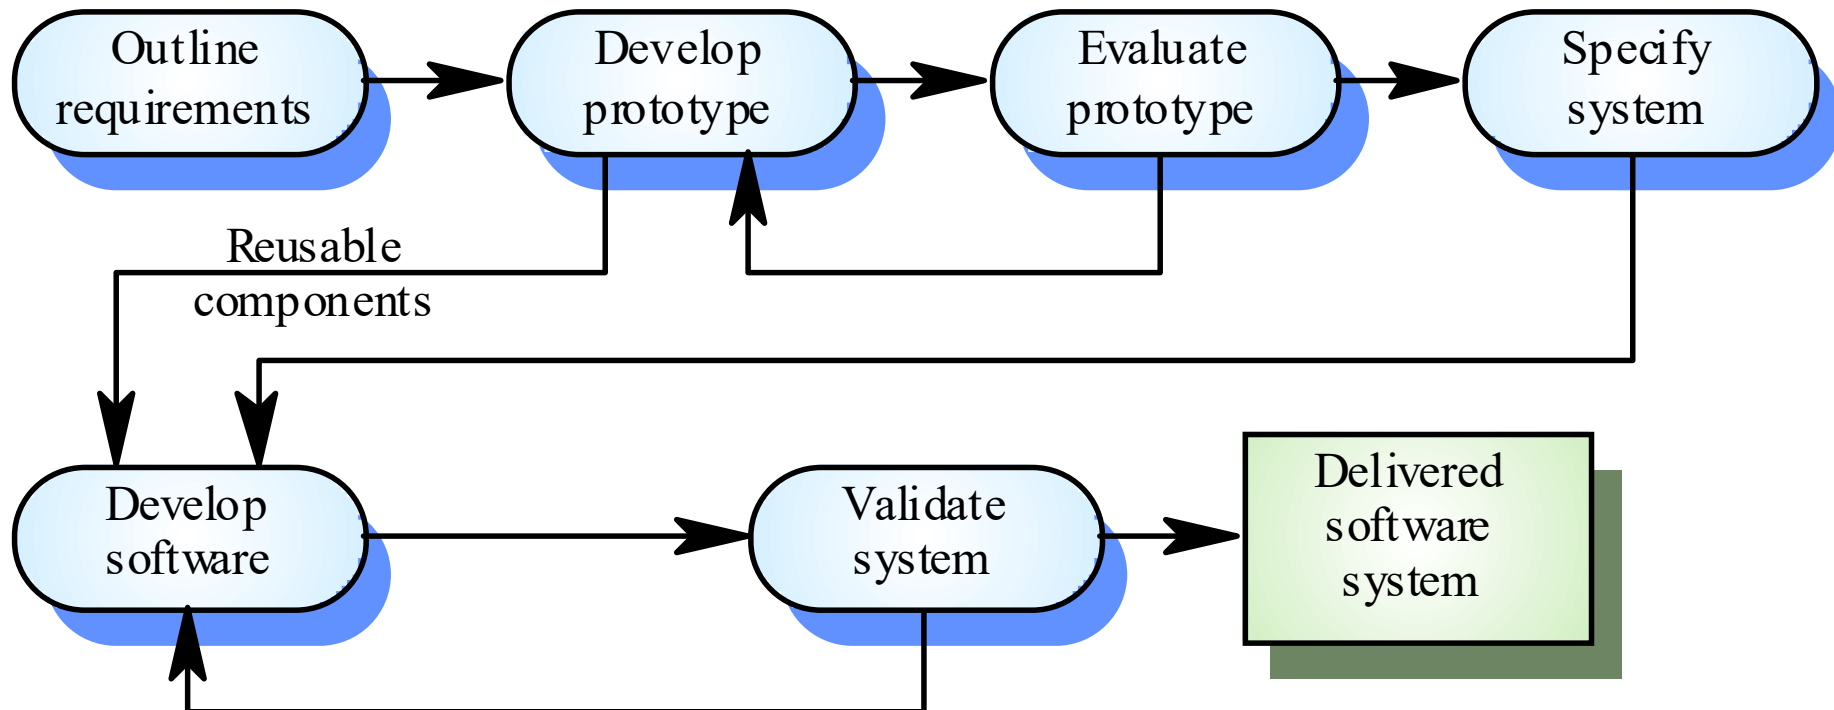 Outline
requirements
Develop
prototype
Evaluate
prototype
Specify
system
Reusable
components
Develop
software
Validate
system
Delivered
software
system